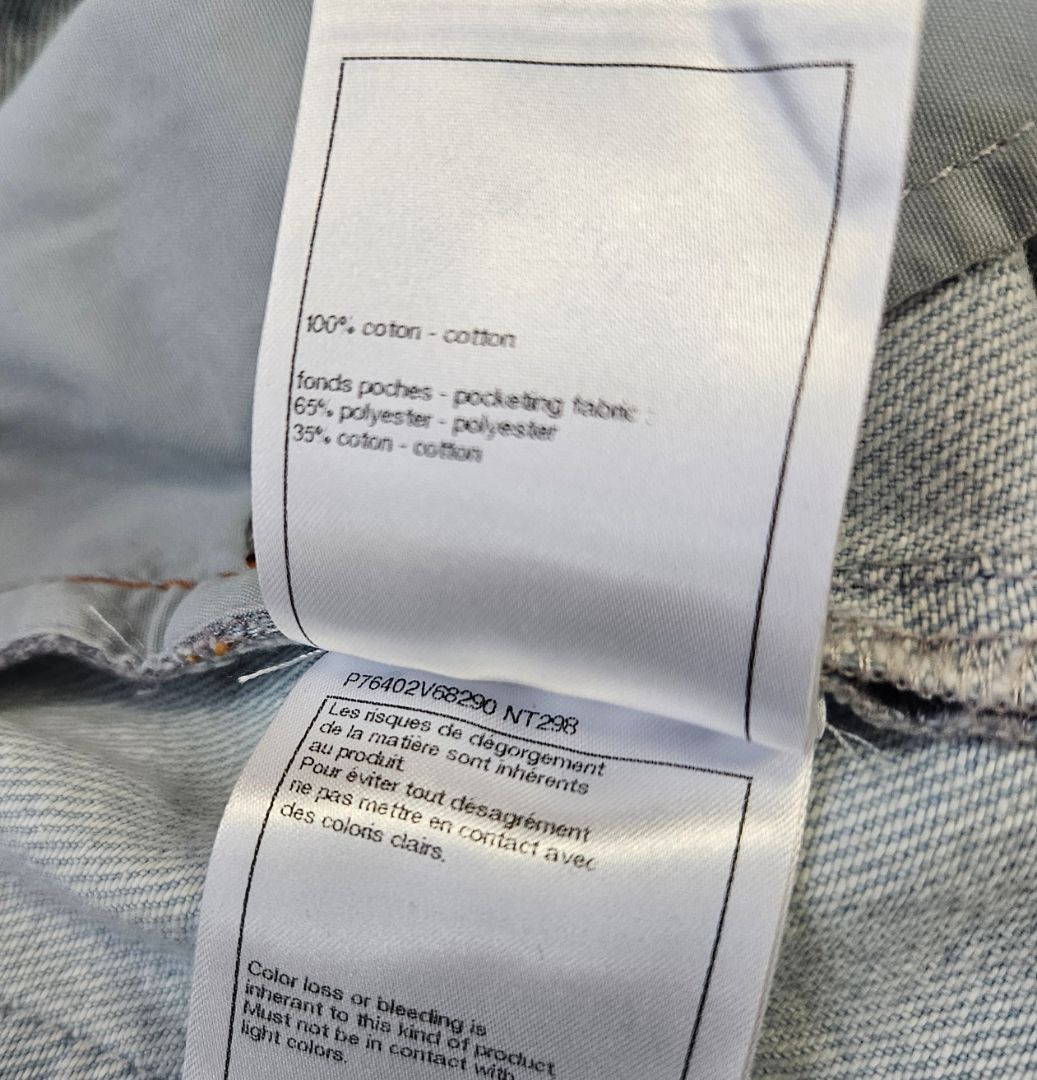 100% coton - cotton
fonds poches - pocketing fabric :
65% polyester - polyester
35% coton - cotton
P76402V68290 NT298
Les risques de dégorgement
de la matière sont inhérents
au produit.
Pour éviter tout désagrément
ne pas mettre en contact avec
des coloris clairs.
Color loss or bleeding is
inherant to this kind of product
Must not be in contact with
light colors.